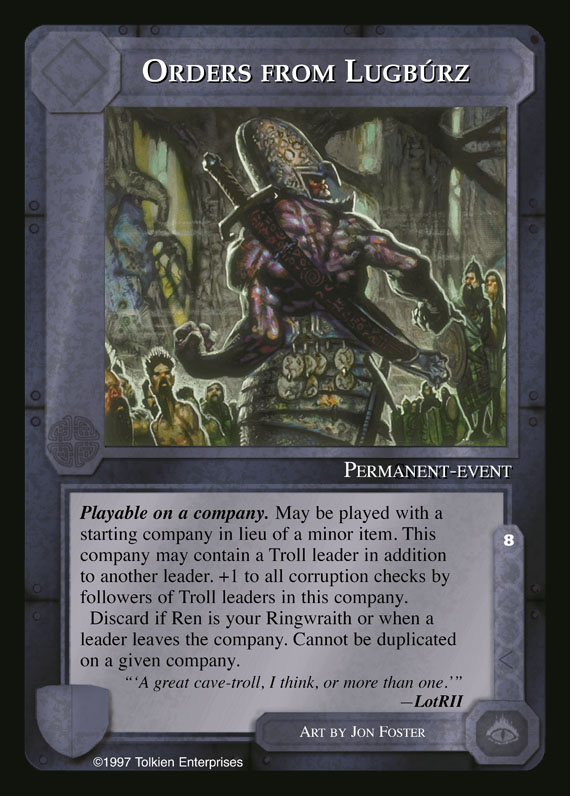 Orders from Lugbúrz
Permanent-event
Playable on a company. May be played with a
starting company in lieu of a minor item. This
company may contain a Troll leader in addition
to another leader. +1 to all corruption checks by
followers of Troll leaders in this company.
Discard if Ren is your Ringwraith or when a
leader leaves the company. Cannot be duplicated
on a given company.
“‘A great cave-troll, I think, or more than one.’”
—LotRII
8
Art by Jon Foster
©1997 Tolkien Enterprises